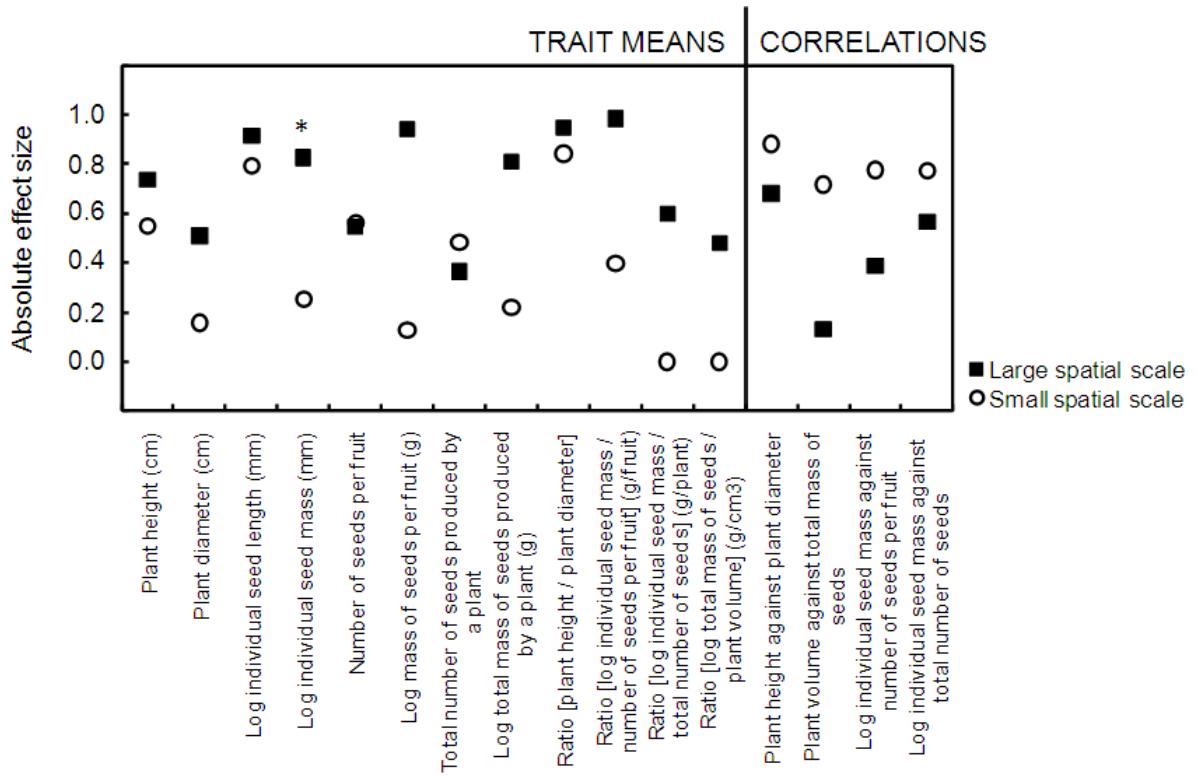 TRAIT MEANS
CORRELATIONS
Absolute effect size
1.0
0.8
0.6
0.4
0.2
0.0
*
Large spatial scale
Small spatial scale
Plant height (cm)
Plant diameter (cm)
Log individual seed length (mm)
Log individual seed mass (mm)
Number of seeds per fruit
Log mass of seeds per fruit (g)
Total number of seeds produced by
a plant
Log total mass of seeds produced
by a plant (g)
Ratio [plant height / plant diameter]
Ratio [log individual seed mass /
number of seeds per fruit] (g/fruit)
Ratio [log individual seed mass /
total number of seeds] (g/plant)
Ratio [log total mass of seeds /
plant volume] (g/cm3)
Plant height against plant diameter
Plant volume against total mass of
seeds
Log individual seed mass against
number of seeds per fruit
Log individual seed mass against
total number of seeds